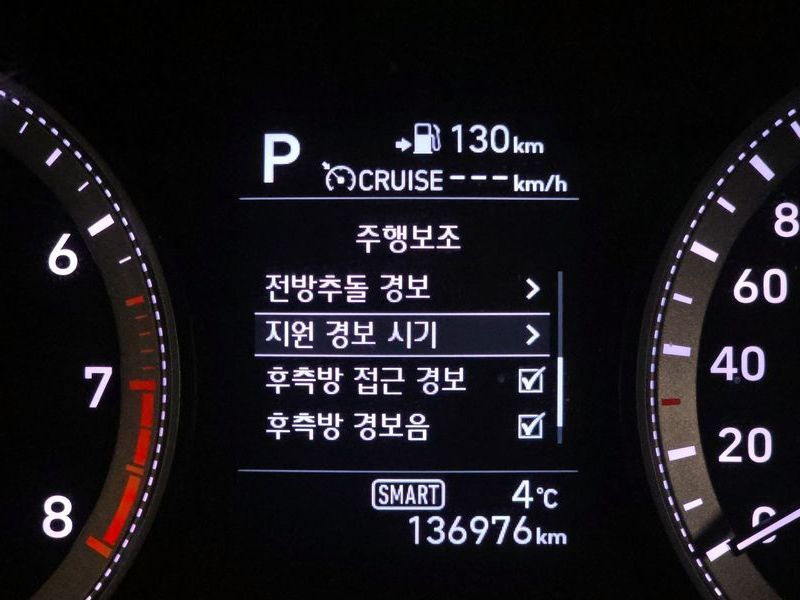 P
130km
CRUISE ---km/h
주행보조
전방추돌 경보
지원 경보 시기
후측방 접근 경보
후측방 경보음
SMART 4°C
136976km
6
7
8
8
60
40
20
0